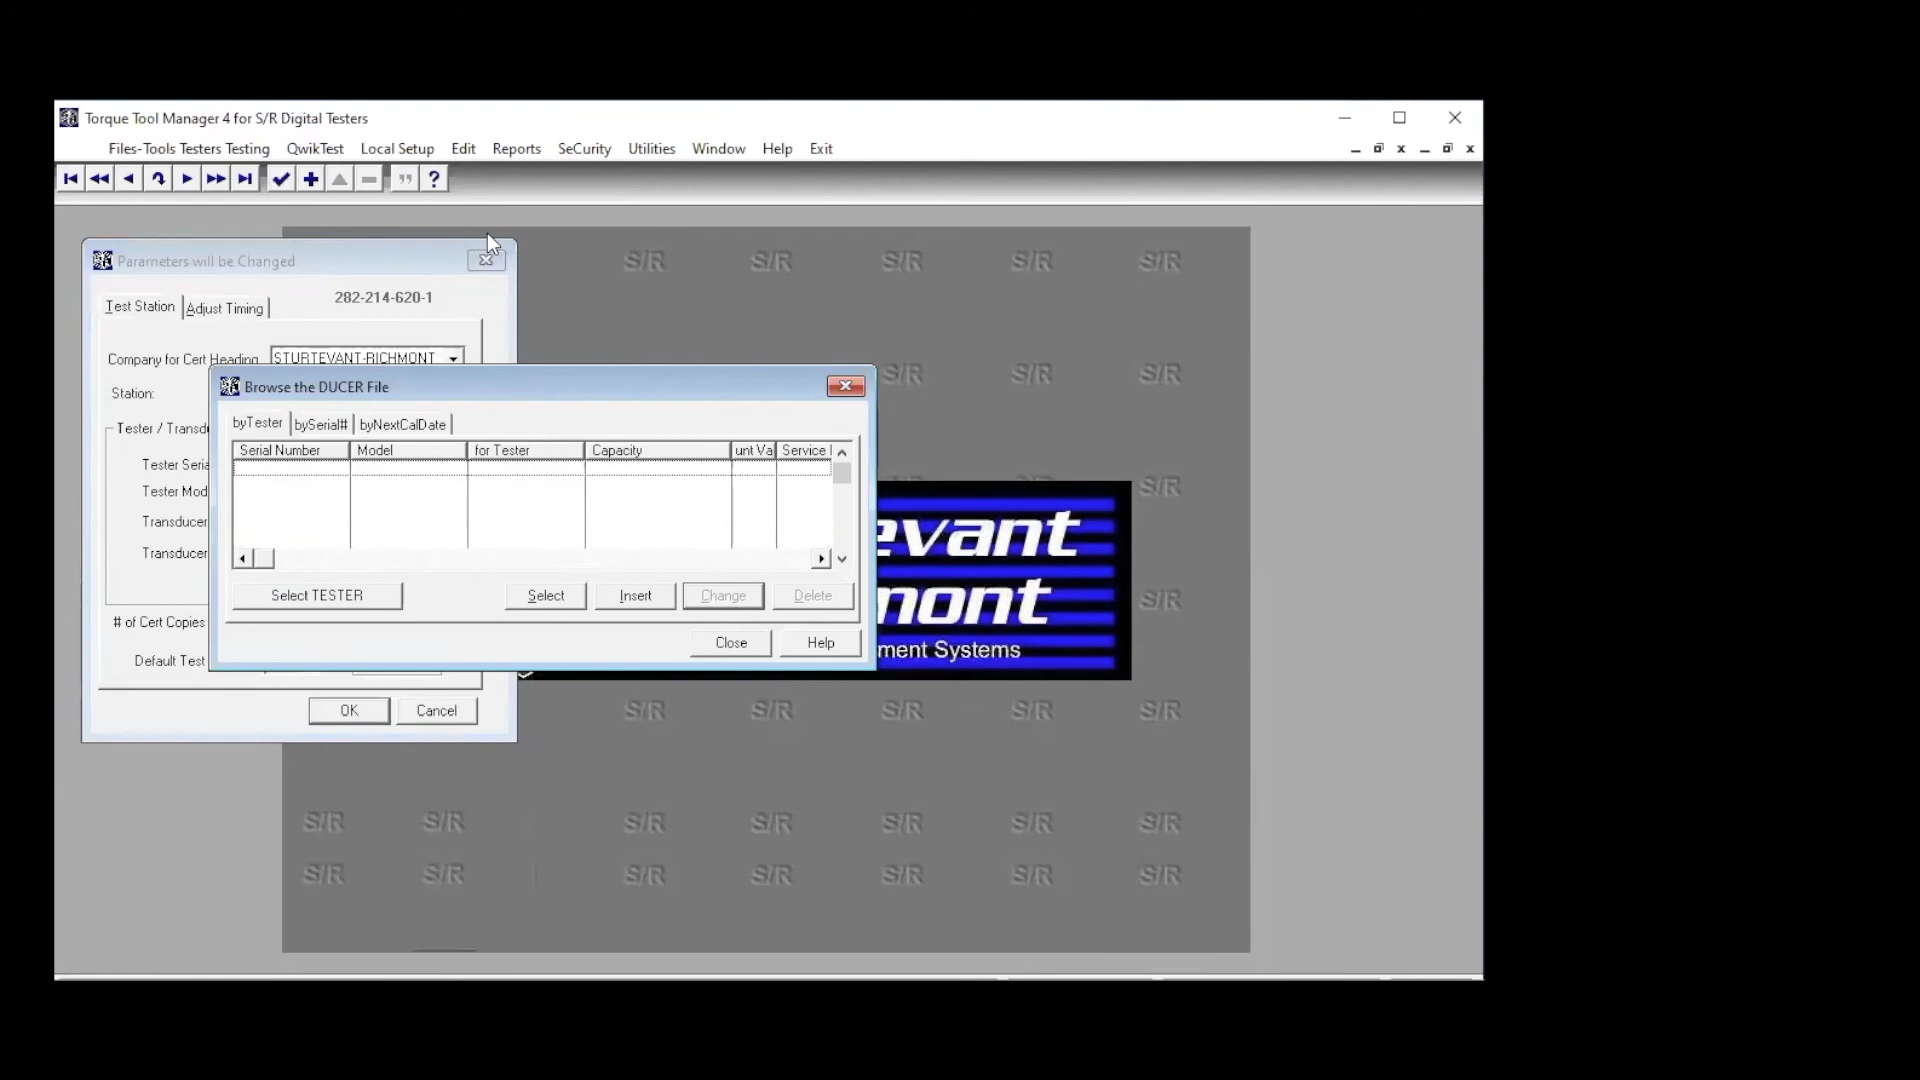 Torque Tool Manager 4 for S/R Digital Testers
Files-Tools Testers Testing QwikTest Local Setup Edit Reports SeCurity Utilities Window Help Exit
Parameters will be Changed
282-214-620-1
Test Station Adjust Timing
Company for Cert Heading STURTEVANT-RICHMONT
Station:
Tester / Transdu
Tester Seria
Tester Mod
Transducer
Transducer
# of Cert Copies
Default Test
OK Cancel
Browse the DUCER File
byTester bySerial# byNextCalDate
Serial Number Model for Tester Capacity unt Va Service
Select TESTER Select Insert Change Delete
Close Help
evant
mont
ment Systems
S/R S/R S/R S/R S/R
S/R S/R S/R
S/R
S/R
S/R S/R S/R S/R S/R
S/R S/R S/R S/R S/R S/R S/R
S/R S/R S/R S/R S/R S/R S/R